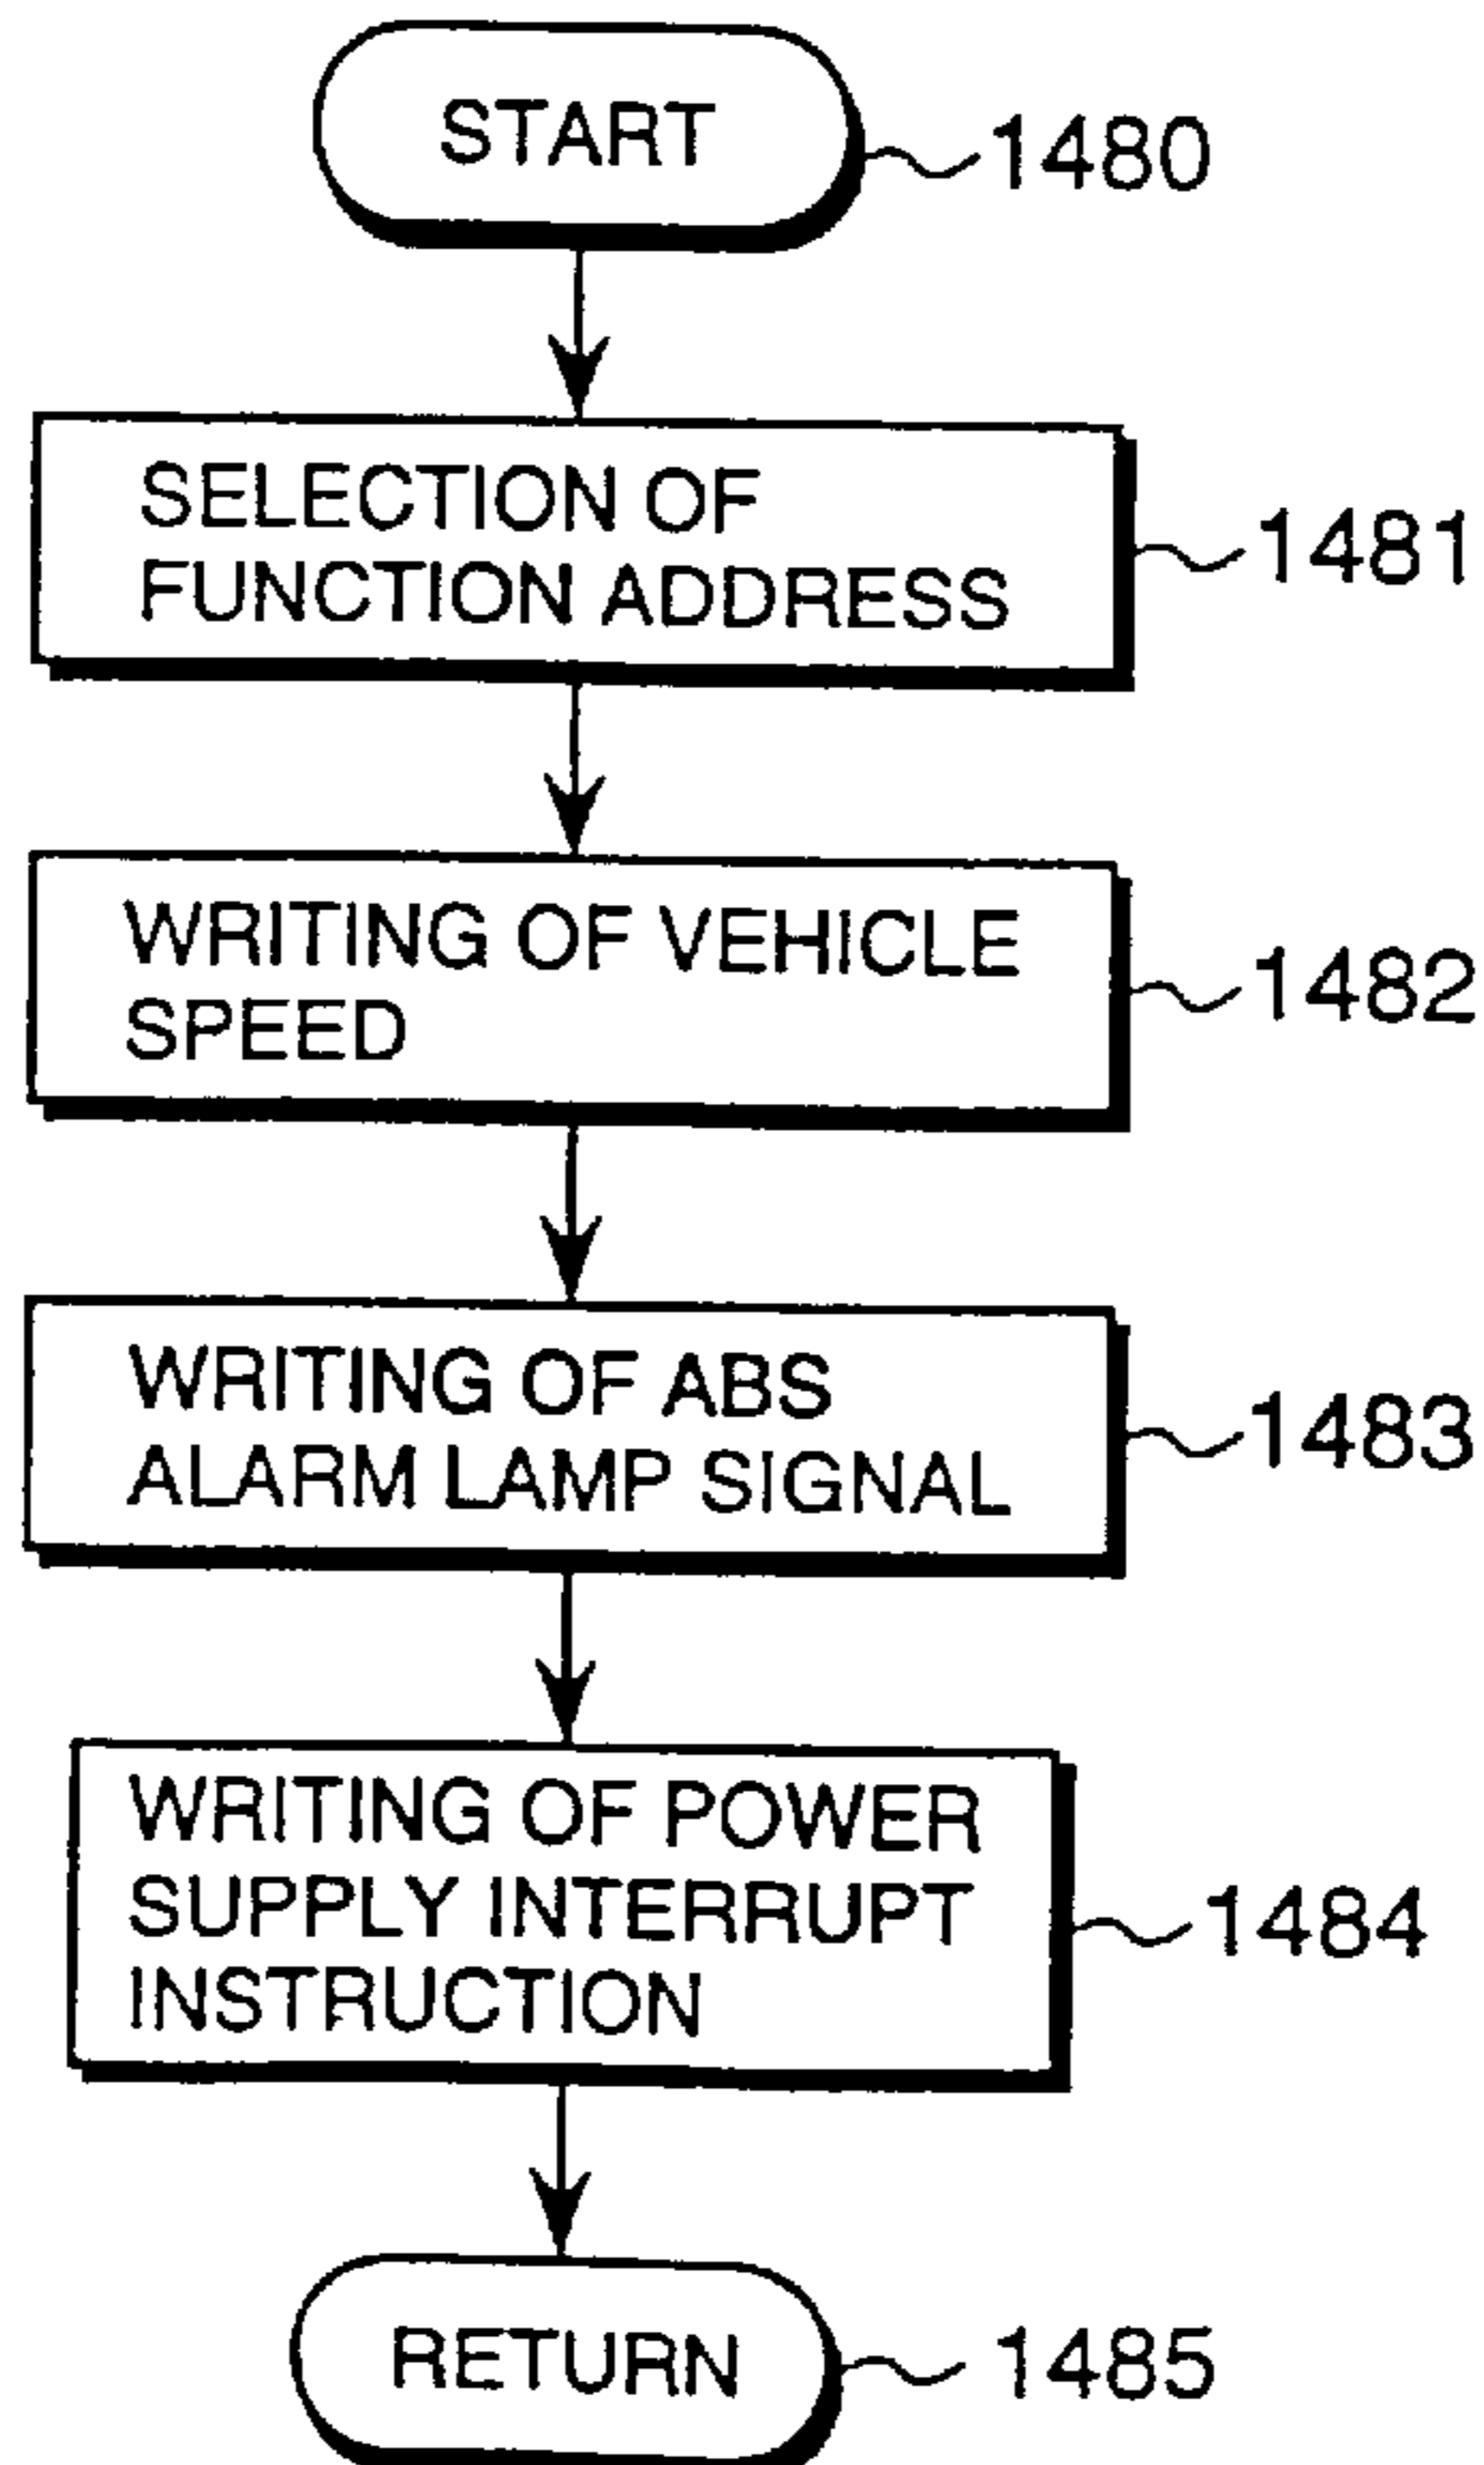 START
1480
SELECTION OF
FUNCTION ADDRESS
1481
WRITING OF VEHICLE
SPEED
1482
WRITING OF ABS
ALARM LAMP SIGNAL
1483
WRITING OF POWER
SUPPLY INTERRUPT
INSTRUCTION
1484
RETURN
1485